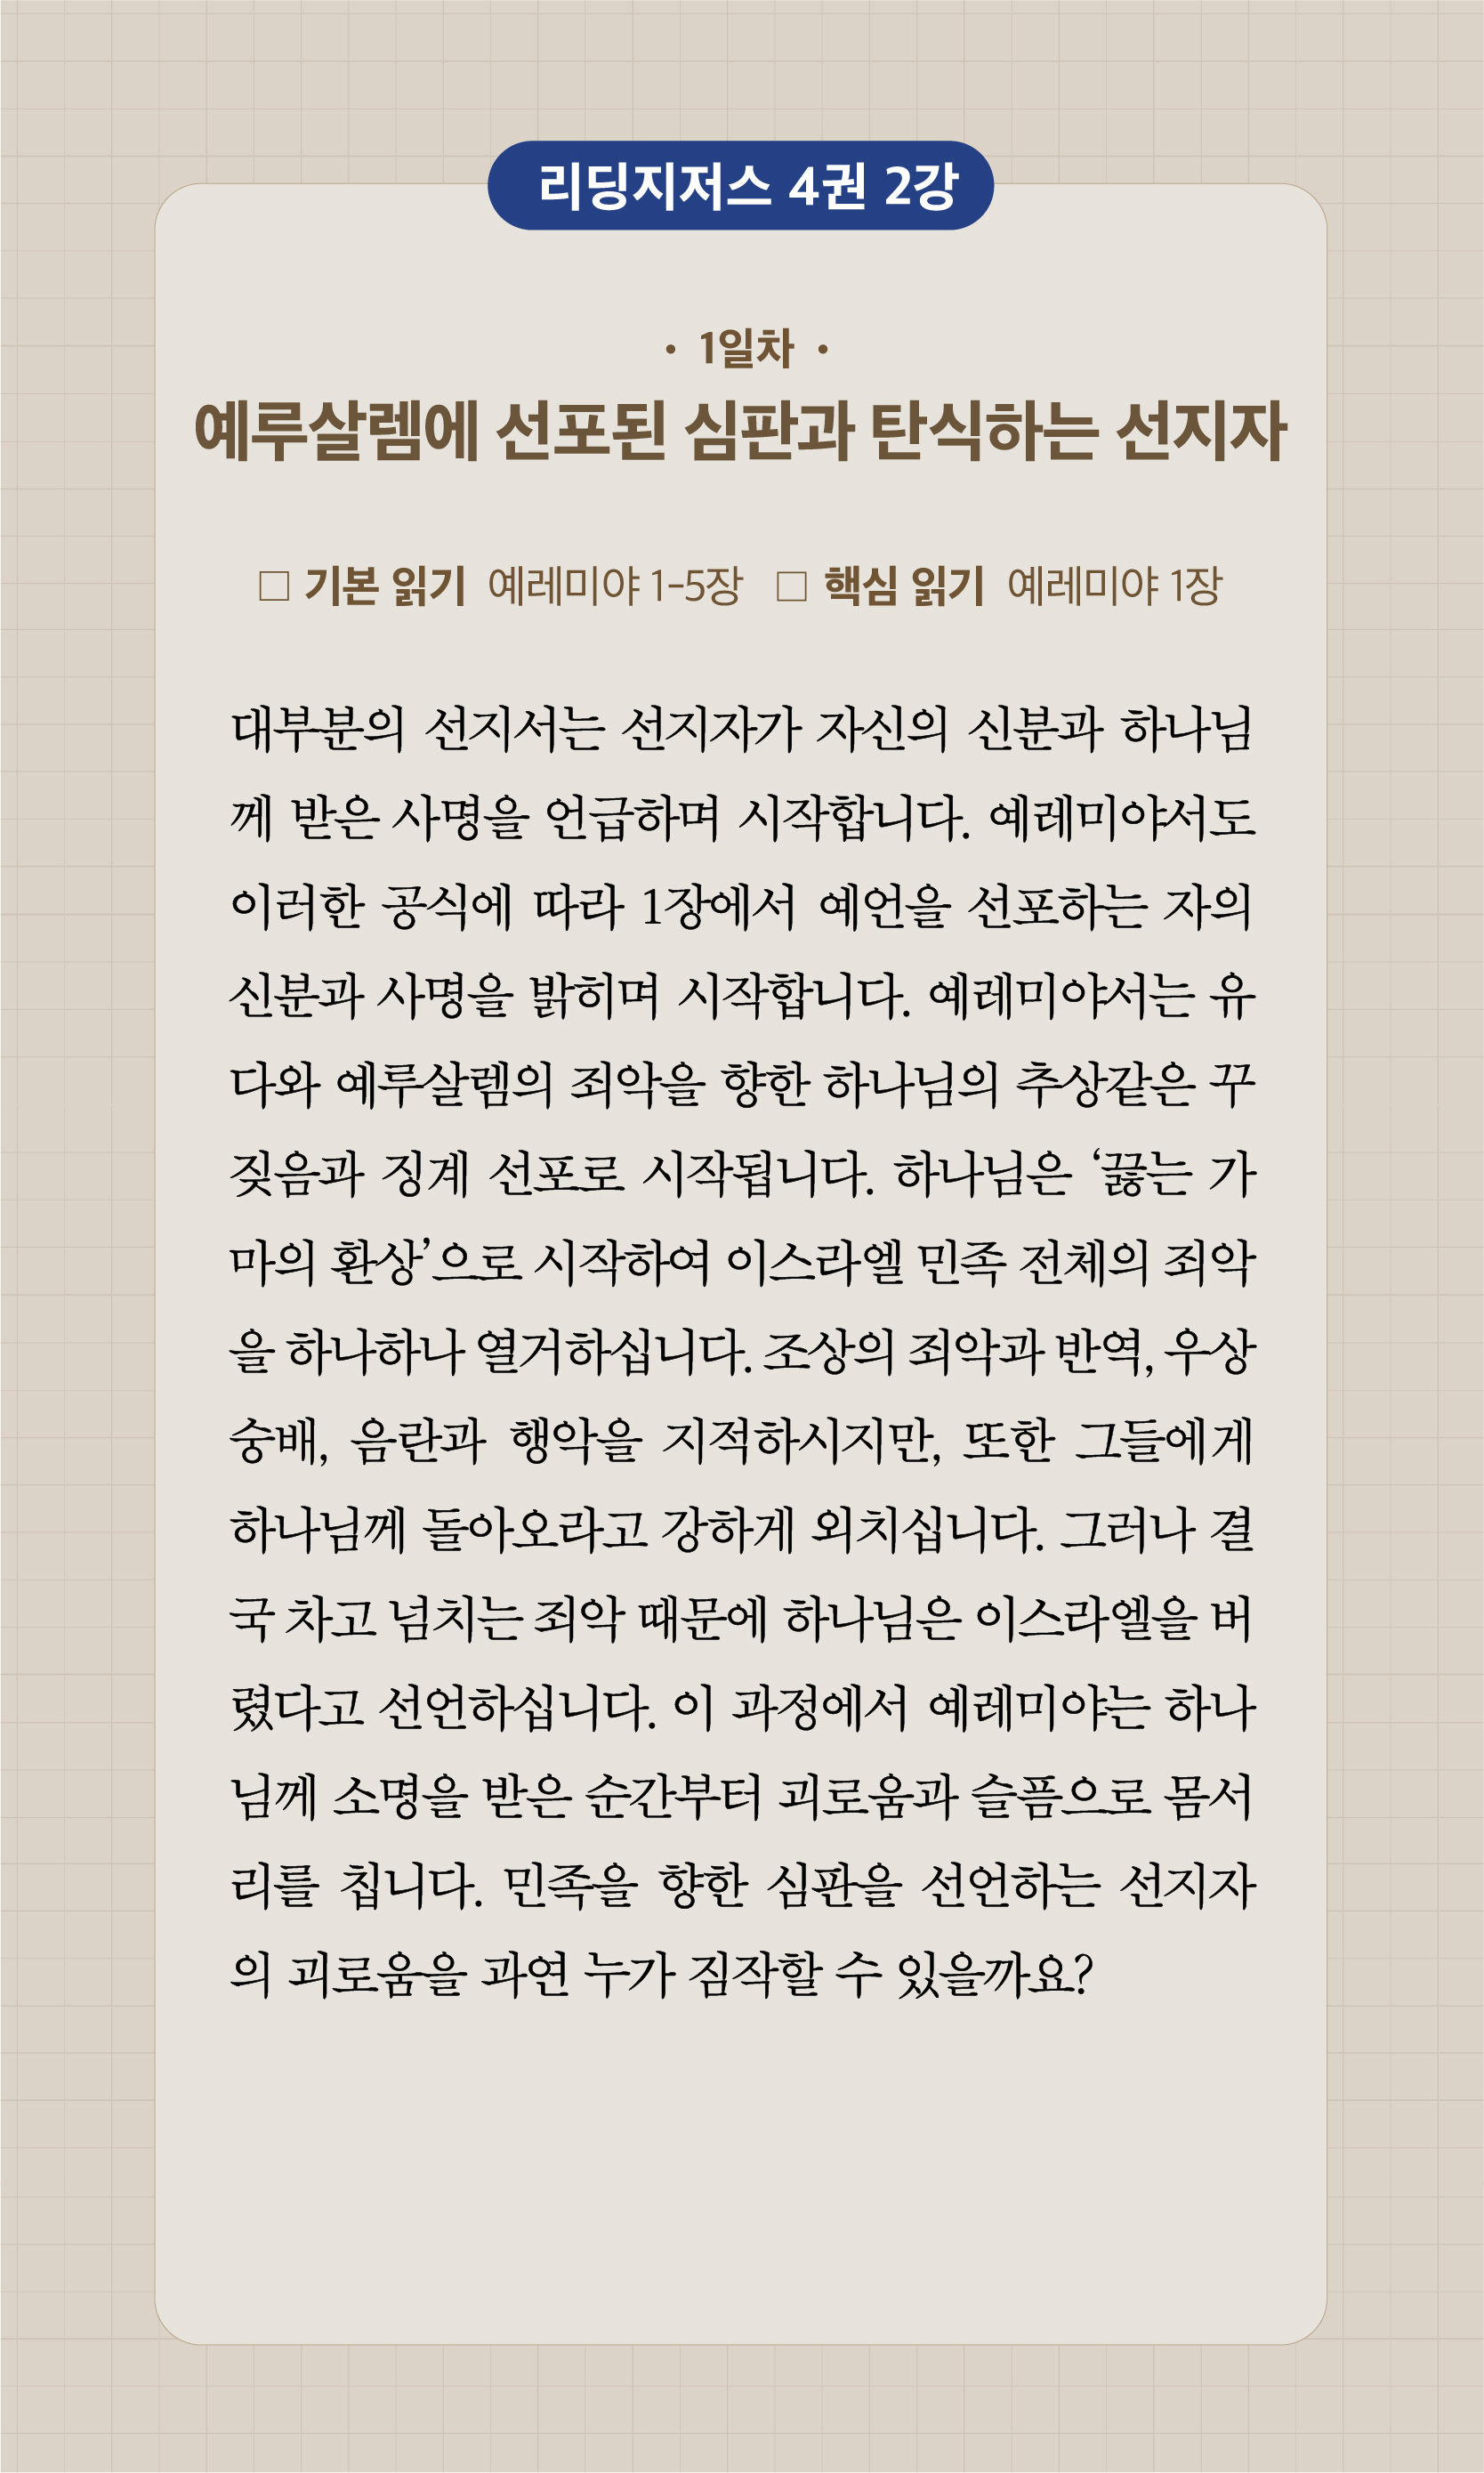 리딩지저스 4권 2강
· 1일차 ·
예루살렘에 선포된 심판과 탄식하는 선지자
□ 기본 읽기 예레미야 1-5장 □ 핵심 읽기 예레미야 1장
대부분의 선지서는 선지자가 자신의 신분과 하나님
께 받은 사명을 언급하며 시작합니다. 예레미야서도
이러한 공식에 따라 1장에서 예언을 선포하는 자의
신분과 사명을 밝히며 시작합니다. 예레미야서는 유
다와 예루살렘의 죄악을 향한 하나님의 추상같은 꾸
짖음과 징계 선포로 시작됩니다. 하나님은 ‘끓는 가
마의 환상’으로 시작하여 이스라엘 민족 전체의 죄악
을 하나하나 열거하십니다. 조상의 죄악과 반역, 우상
숭배, 음란과 행악을 지적하시지만, 또한 그들에게
하나님께 돌아오라고 강하게 외치십니다. 그러나 결
국 차고 넘치는 죄악 때문에 하나님은 이스라엘을 버
렸다고 선언하십니다. 이 과정에서 예레미야는 하나
님께 소명을 받은 순간부터 괴로움과 슬픔으로 몸서
리를 칩니다. 민족을 향한 심판을 선언하는 선지자
의 괴로움을 과연 누가 짐작할 수 있을까요?